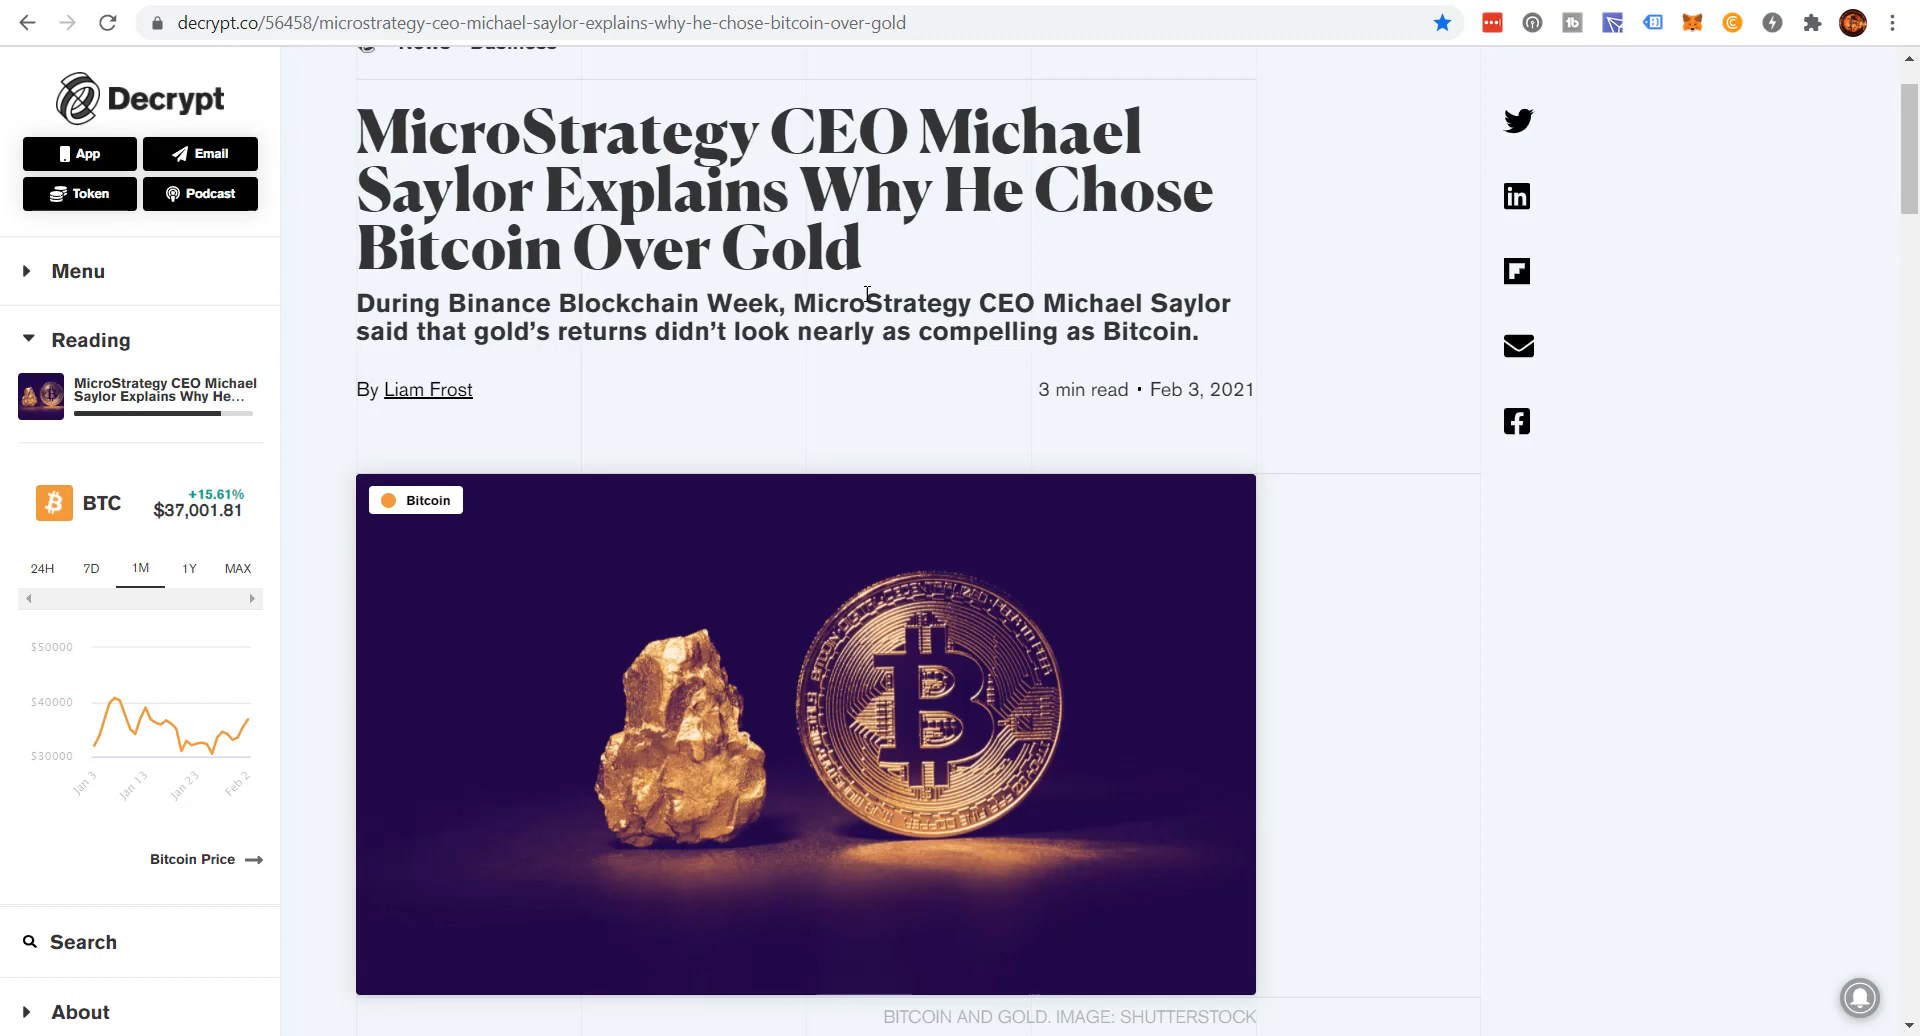 decrypt.co/56458/microstrategy-ceo-michael-saylor-explains-why-he-chose-bitcoin-over-gold
Decrypt
App
Email
Token
Podcast
Menu
Reading
MicroStrategy CEO Michael
Saylor Explains Why He...
BTC
+15.61%
$37,001.81
24H
7D
1M
1Y
MAX
$50000
$40000
$30000
Jan 3
Jan 13
Jan 23
Feb 2
Bitcoin Price
Search
About
News
Business
MicroStrategy CEO Michael
Saylor Explains Why He Chose
Bitcoin Over Gold
During Binance Blockchain Week, MicroStrategy CEO Michael Saylor
said that gold’s returns didn’t look nearly as compelling as Bitcoin.
By Liam Frost
3 min read • Feb 3, 2021
Bitcoin
BITCOIN AND GOLD. IMAGE: SHUTTERSTOCK